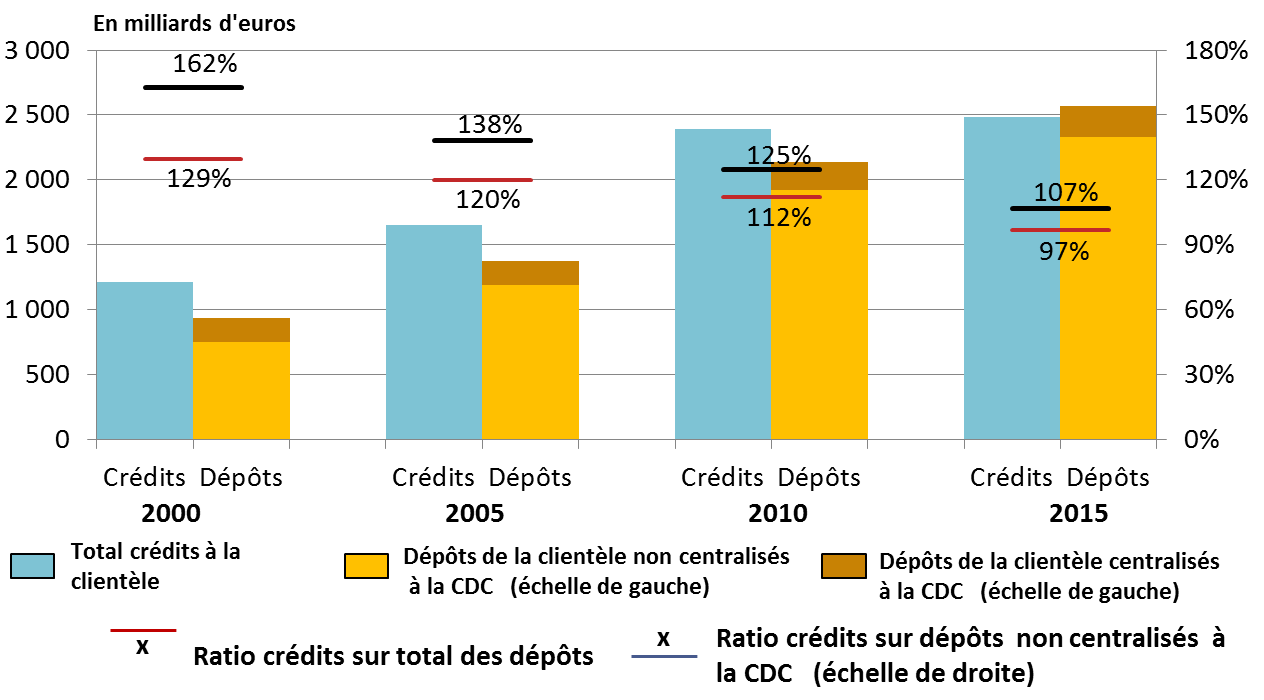 En milliards d'euros
3 000
2 500
2 000
1 500
1 000
500
0
180%
150%
120%
90%
60%
30%
0%
162%
129%
138%
120%
125%
112%
107%
97%
Crédits Dépôts Crédits Dépôts Crédits Dépôts Crédits Dépôts
2000 2005 2010 2015
Total crédits à la
clientèle
Dépôts de la clientèle non centralisés
à la CDC (échelle de gauche)
Dépôts de la clientèle centralisés
à la CDC (échelle de gauche)
x
Ratio crédits sur total des dépôts
x
Ratio crédits sur dépôts non centralisés à
la CDC (échelle de droite)